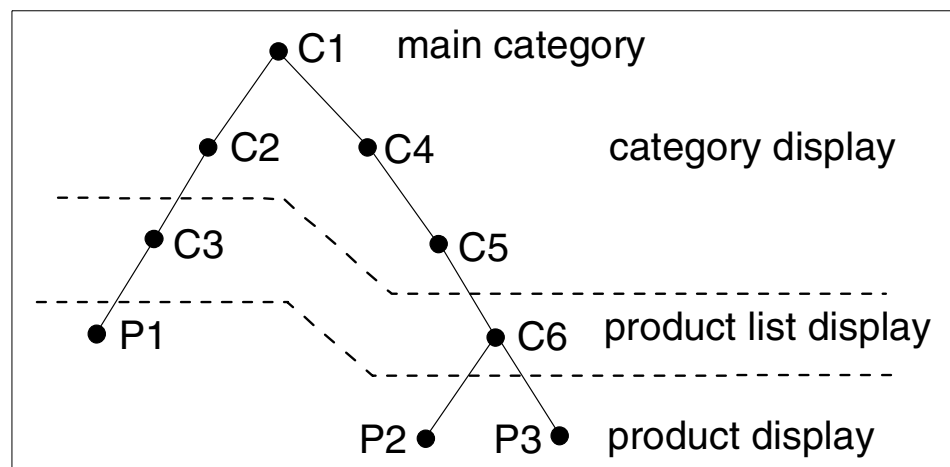 C1 main category
C2 C4 category display
C3 C5
P1 C6 product list display
P2 P3 product display